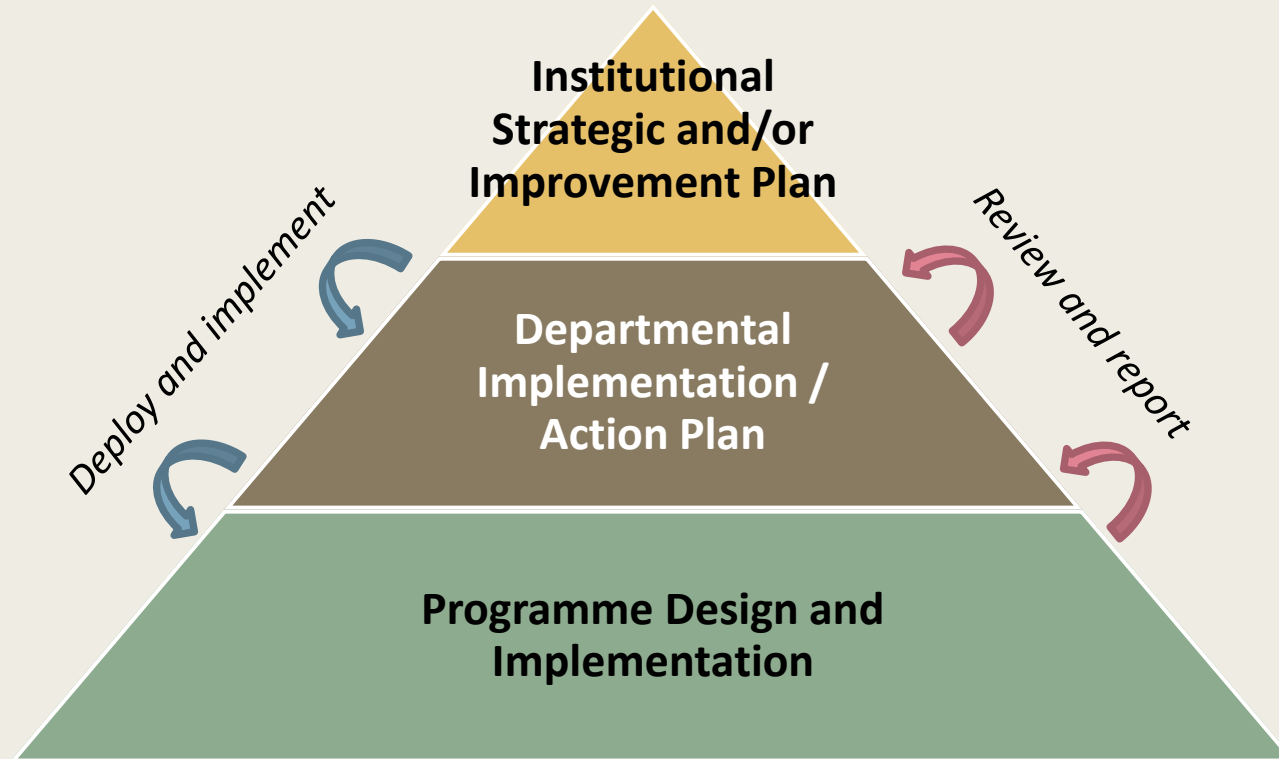 Institutional
Strategic and/or
Improvement Plan
Deploy and implement
Review and report
Departmental
Implementation /
Action Plan
Programme Design and
Implementation